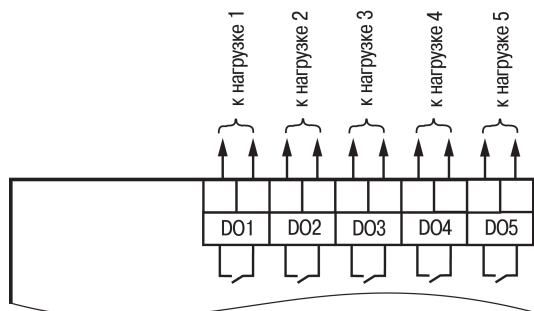 к нагрузке 1
к нагрузке 2
к нагрузке 3
к нагрузке 4
к нагрузке 5
DO1 DO2 DO3 DO4 DO5